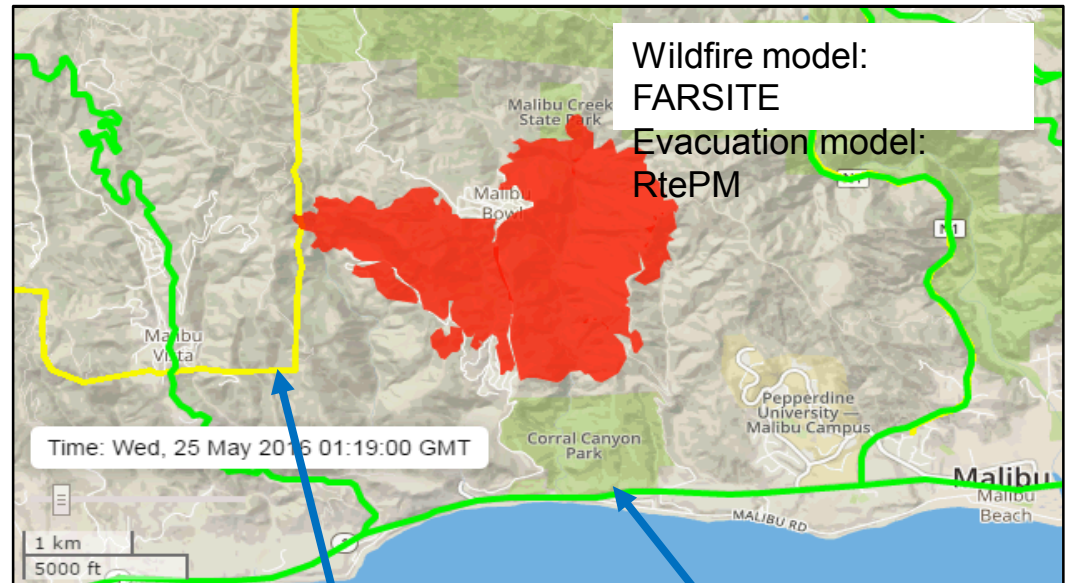 Wildfire model:
FARSITE
Evacuation model:
RtePM
Malibu Creek
State Park
Malibu
Bowl
N1
N1
Malibu
Vista
Pepperdine
University —
Malibu Campus
Time: Wed, 25 May 2016 01:19:00 GMT
Corral Canyon
Park
Malibu
Malibu
Beach
MALIBU RD
1 km
5000 ft